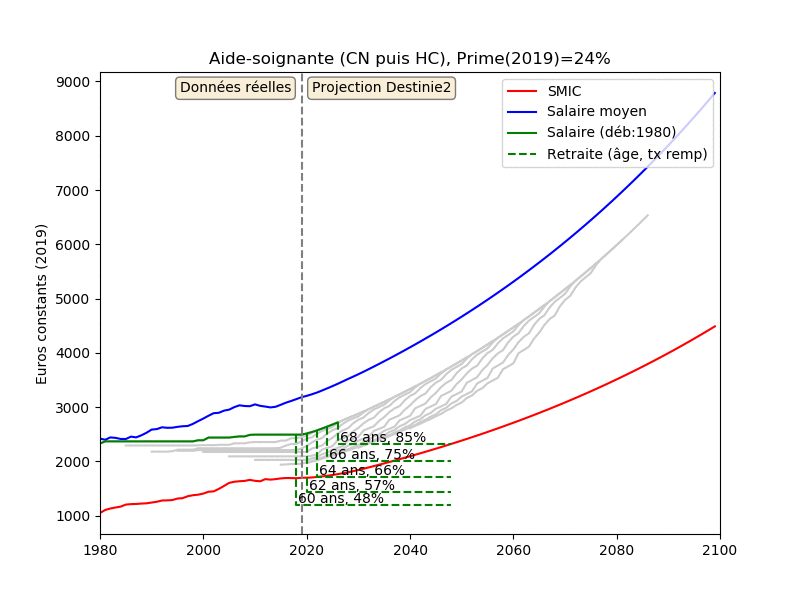 Aide-soignante (CN puis HC), Prime(2019)=24%
Données réelles
Projection Destinie2
SMIC
Salaire moyen
Salaire (déb:1980)
Retraite (âge, tx remp)
Euros constants (2019)
9000
8000
7000
6000
5000
4000
3000
2000
1000
68 ans, 85%
66 ans, 75%
64 ans, 66%
62 ans, 57%
60 ans, 48%
1980
2000
2020
2040
2060
2080
2100